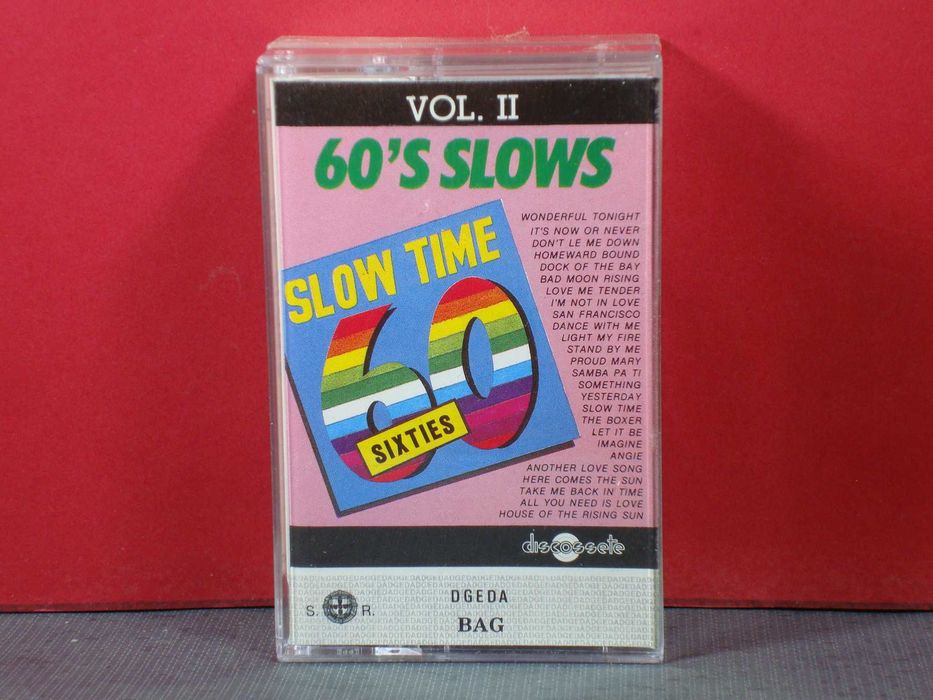 VOL. II
60'S SLOWS
SLOW TIME
60
SIXTIES
WONDERFUL TONIGHT
IT'S NOW OR NEVER
DON'T LE ME DOWN
HOMEWARD BOUND
DOCK OF THE BAY
BAD MOON RISING
LOVE ME TENDER
I'M NOT IN LOVE
SAN FRANCISCO
DANCE WITH ME
LIGHT MY FIRE
STAND BY ME
PROUD MARY
SAMBA PA TI
SOMETHING
YESTERDAY
SLOW TIME
THE BOXER
LET IT BE
IMAGINE
ANGIE
ANOTHER LOVE SONG
HERE COMES THE SUN
TAKE ME BACK IN TIME
ALL YOU NEED IS LOVE
HOUSE OF THE RISING SUN
discossete
DGEDA
S. R.
BAG